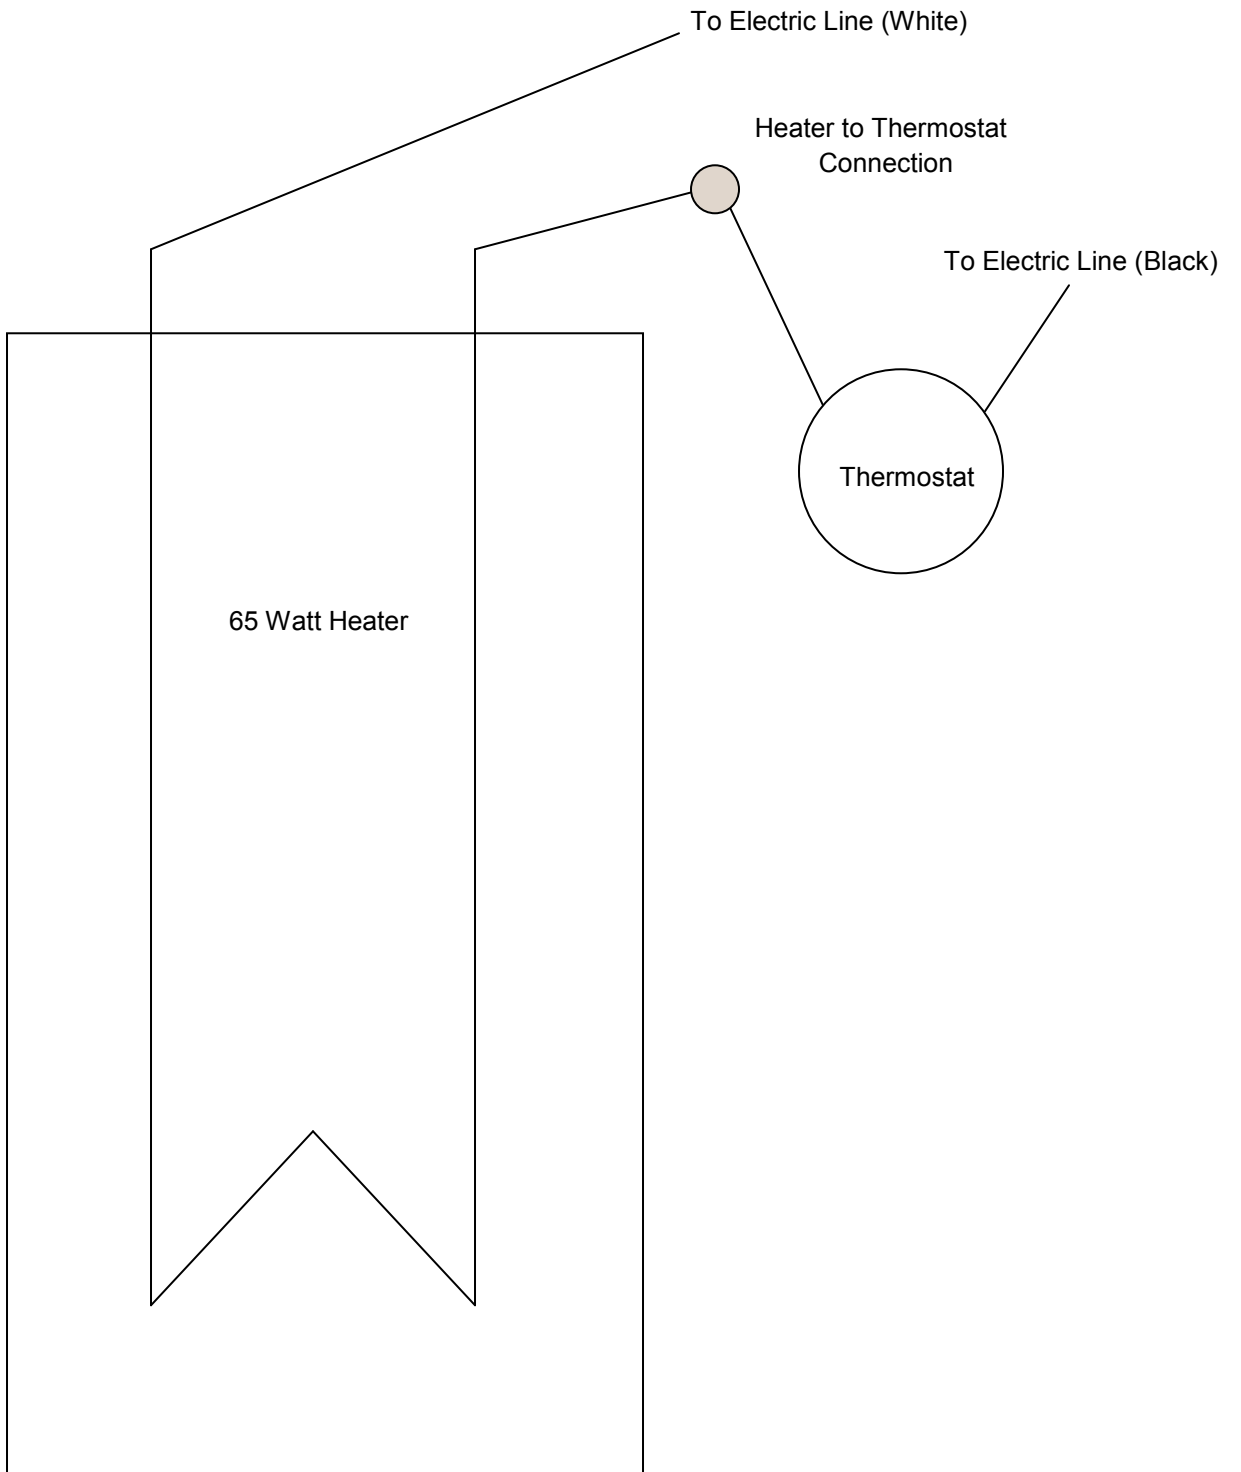 To Electric Line (White)
Heater to Thermostat
Connection
To Electric Line (Black)
Thermostat
65 Watt Heater